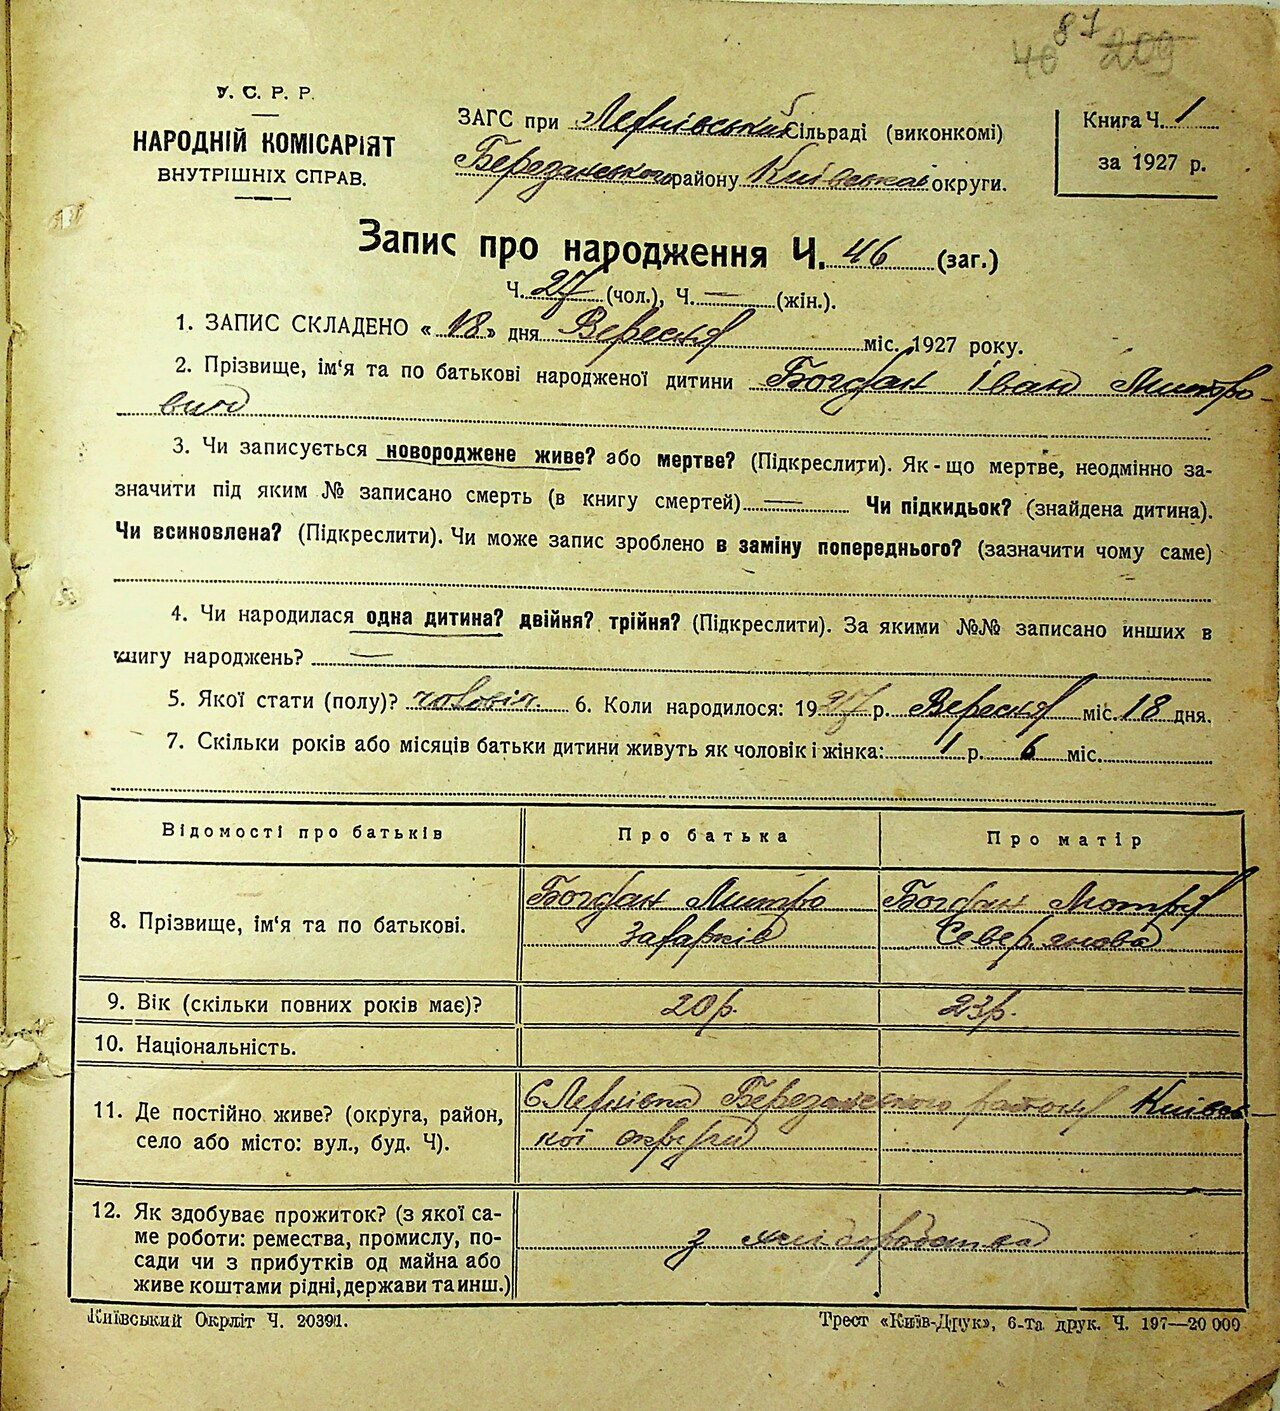 87
46 209
У. С. Р. Р.
НАРОДНІЙ КОМІСАРІЯТ
ВНУТРІШНІХ СПРАВ.
ЗАГС при Лехнівській Сільраді (виконкомі)
Березанського району Київської округи.
Книга Ч. 1
за 1927 р.
Запис про народження Ч. 46 (заг.)
Ч. 27 (чол.), Ч. — (жін.).
1. ЗАПИС СКЛАДЕНО «18» дня Вересня міс. 1927 року.
2. Прізвище, ім‘я та по батькові народженої дитини Богдан Іван Митро-
вич
3. Чи записується новороджене живе? або мертве? (Підкреслити). Як-що мертве, неодмінно за-
значити під яким № записано смерть (в книгу смертей) — Чи підкидьок? (знайдена дитина).
Чи всиновлена? (Підкреслити). Чи може запис зроблено в заміну попереднього? (зазначити чому саме)
4. Чи народилася одна дитина? двійня? трійня? (Підкреслити). За якими №№ записано инших в
книгу народжень? —
5. Якої стати (полу)? чоловіч. 6. Коли народилося: 1927 р. Вересня міс. 18 дня.
7. Скільки років або місяців батьки дитини живуть як чоловік і жінка: 1 р. 6 міс.
Відомості про батьків Про батька Про матір
8. Прізвище, ім‘я та по батькові. Богдан Митро Богдан Мотря
Захарків Северянова
9. Вік (скільки повних років має)? 20р. 23р.
10. Національність.
11. Де постійно живе? (округа, район, село або місто: вул., буд. Ч). С Лехнівка Березанського району Київсь
кої округи
12. Як здобуває прожиток? (з якої са-
ме роботи: ремества, промислу, по-
сади чи з прибутків од майна або
живе коштами рідні, держави та инш.) з хліборобства
Київський Окрліт Ч. 20391.
Трест «Київ-Друк», 6-та друк. Ч. 197—20 000